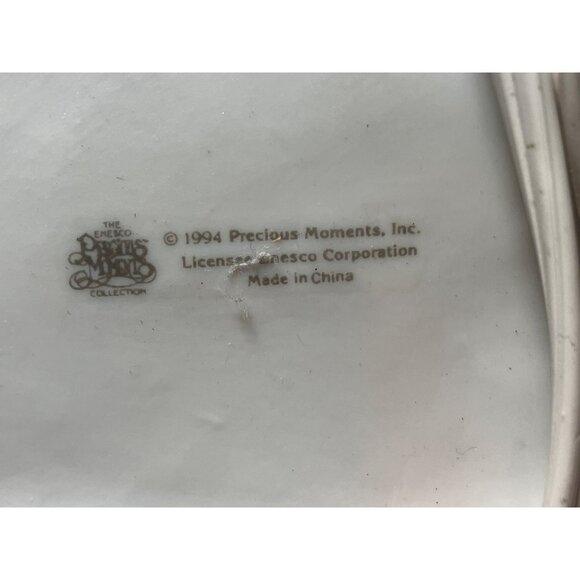 THE
ENESCO
PRECIOUS
MOMENTS
COLLECTION
© 1994 Precious Moments, Inc.
Licensee Enesco Corporation
Made in China